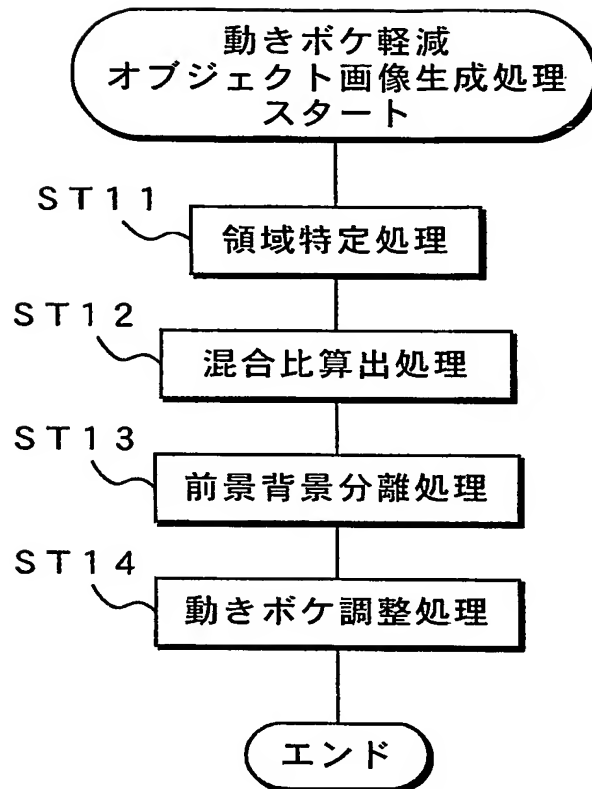 動きボケ軽減
オブジェクト画像生成処理
スタート
ST11
領域特定処理
ST12
混合比算出処理
ST13
前景背景分離処理
ST14
動きボケ調整処理
エンド